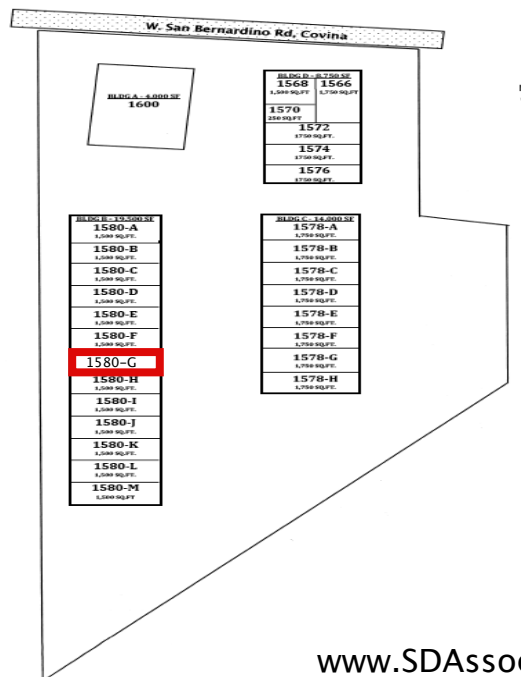 W. San Bernardino Rd, Covina
BLDG A - 4,000 SF
1600
BLDG D - 8,750 SF
1568
1,500 SQ.FT
1566
1,750 SQ.FT
1570
250 SQ.FT
1572
1750 SQ.FT.
1574
1750 SQ.FT.
1576
1750 SQ.FT.
BLDG B - 19,500 SF
1580-A
1,500 SQ.FT.
1580-B
1,500 SQ.FT.
1580-C
1,500 SQ.FT.
1580-D
1,500 SQ.FT.
1580-E
1,500 SQ.FT.
1580-F
1,500 SQ.FT.
1580-G
1580-H
1,500 SQ.FT.
1580-I
1,500 SQ.FT.
1580-J
1,500 SQ.FT.
1580-K
1,500 SQ.FT.
1580-L
1,500 SQ.FT.
1580-M
1,500 SQ.FT
BLDG C - 14,000 SF
1578-A
1,750 SQ.FT.
1578-B
1,750 SQ.FT.
1578-C
1,750 SQ.FT.
1578-D
1,750 SQ.FT.
1578-E
1,750 SQ.FT.
1578-F
1,750 SQ.FT.
1578-G
1,750 SQ.FT.
1578-H
1,750 SQ.FT.
www.SDAssoc